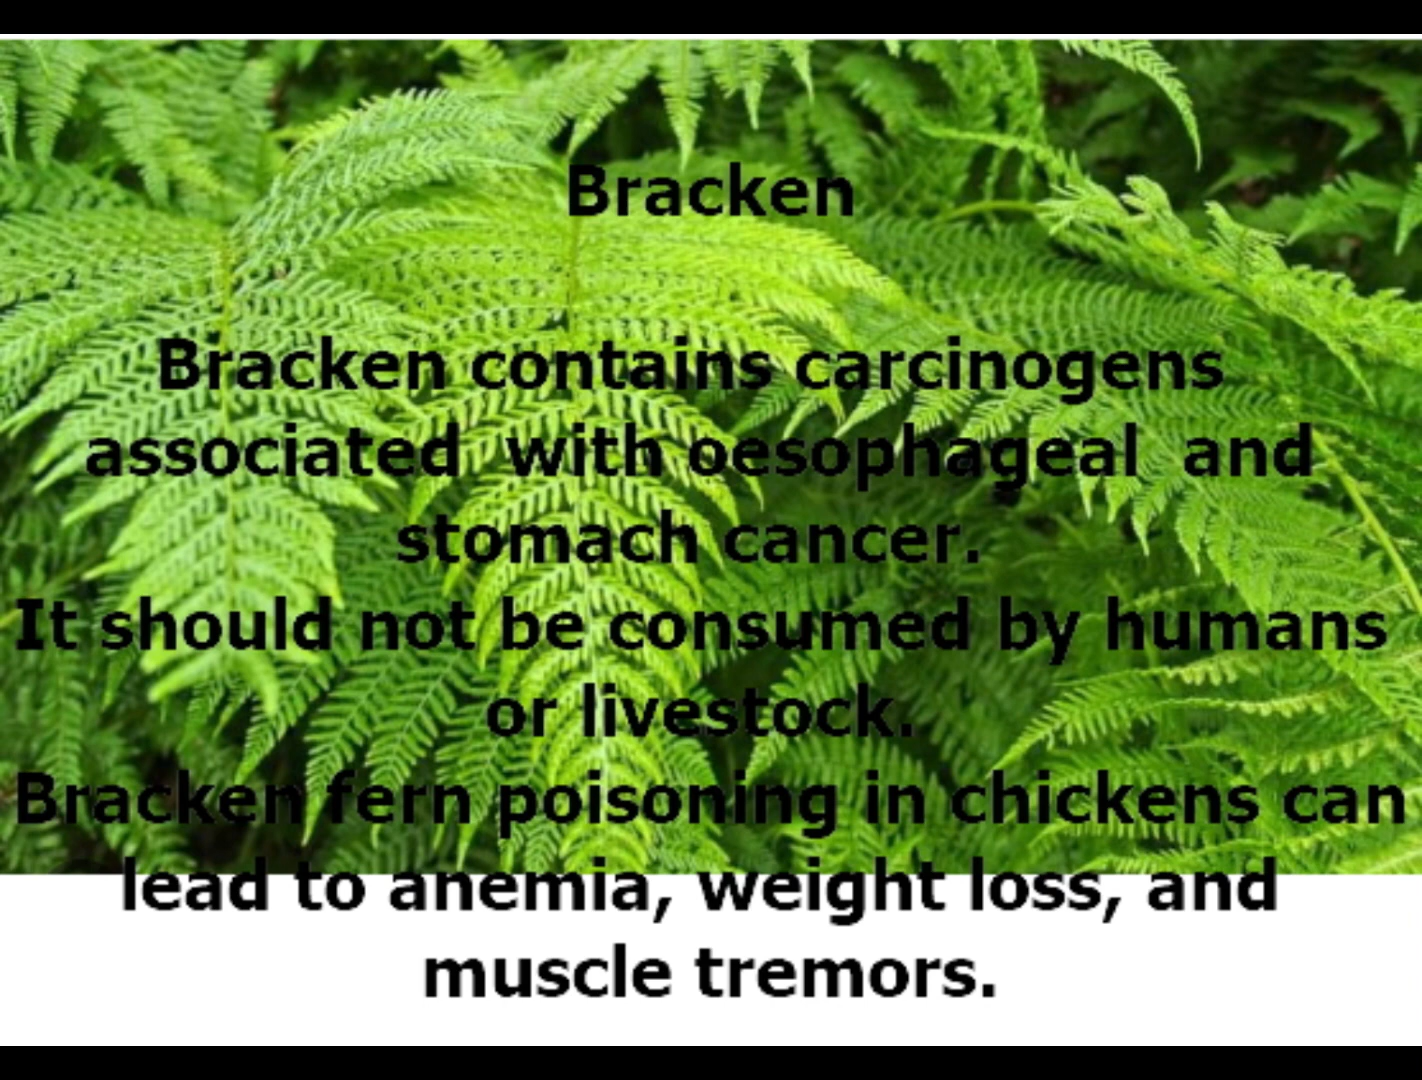 Bracken
Bracken contains carcinogens
associated with oesophageal and
stomach cancer.
It should not be consumed by humans
or livestock.
Bracken fern poisoning in chickens can
lead to anemia, weight loss, and
muscle tremors.